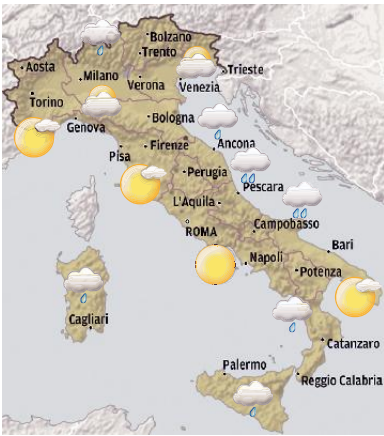 Bolzano
Trento
Aosta
Milano
Trieste
Verona
Venezia
Torino
Genova
Bologna
Pisa
Firenze
Ancona
Perugia
Pescara
L'Aquila
ROMA
Campobasso
Bari
Napoli
Potenza
Cagliari
Catanzaro
Palermo
Reggio Calabria